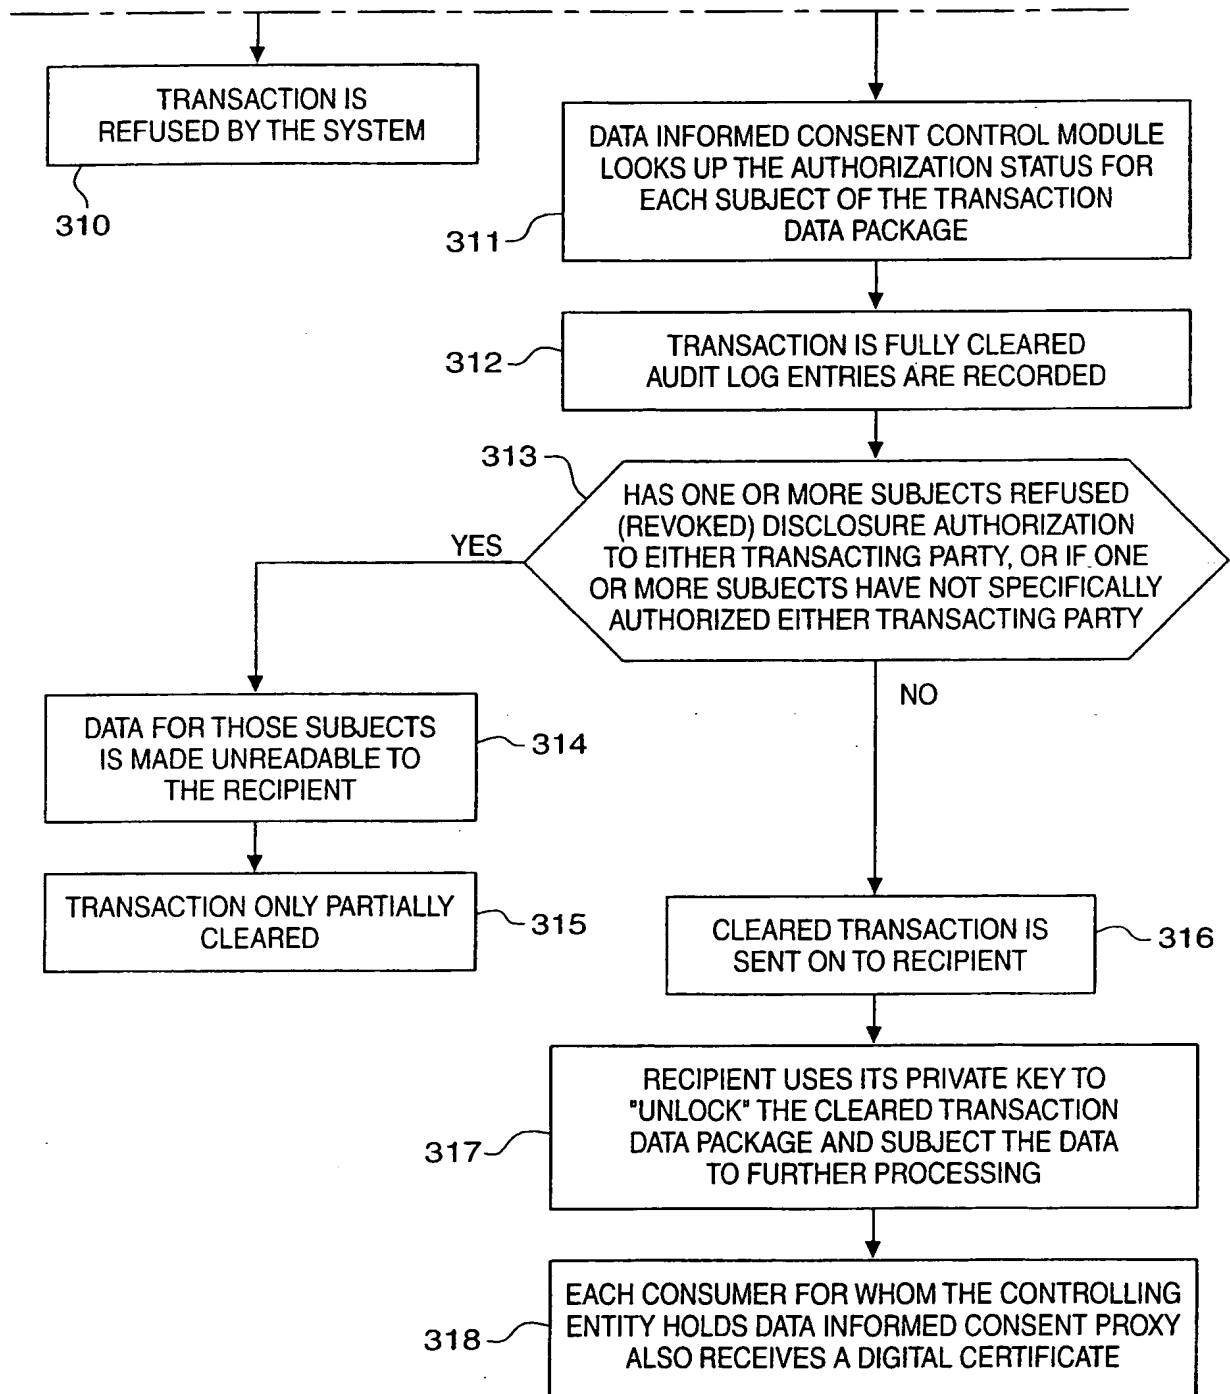 TRANSACTION IS
REFUSED BY THE SYSTEM
310
DATA INFORMED CONSENT CONTROL MODULE
LOOKS UP THE AUTHORIZATION STATUS FOR
EACH SUBJECT OF THE TRANSACTION
DATA PACKAGE
311
TRANSACTION IS FULLY CLEARED
AUDIT LOG ENTRIES ARE RECORDED
312
313
HAS ONE OR MORE SUBJECTS REFUSED
(REVOKED) DISCLOSURE AUTHORIZATION
TO EITHER TRANSACTING PARTY, OR IF ONE
OR MORE SUBJECTS HAVE NOT SPECIFICALLY
AUTHORIZED EITHER TRANSACTING PARTY
YES
NO
DATA FOR THOSE SUBJECTS
IS MADE UNREADABLE TO
THE RECIPIENT
314
TRANSACTION ONLY PARTIALLY
CLEARED
315
CLEARED TRANSACTION IS
SENT ON TO RECIPIENT
316
RECIPIENT USES ITS PRIVATE KEY TO
"UNLOCK" THE CLEARED TRANSACTION
DATA PACKAGE AND SUBJECT THE DATA
TO FURTHER PROCESSING
317
EACH CONSUMER FOR WHOM THE CONTROLLING
ENTITY HOLDS DATA INFORMED CONSENT PROXY
ALSO RECEIVES A DIGITAL CERTIFICATE
318